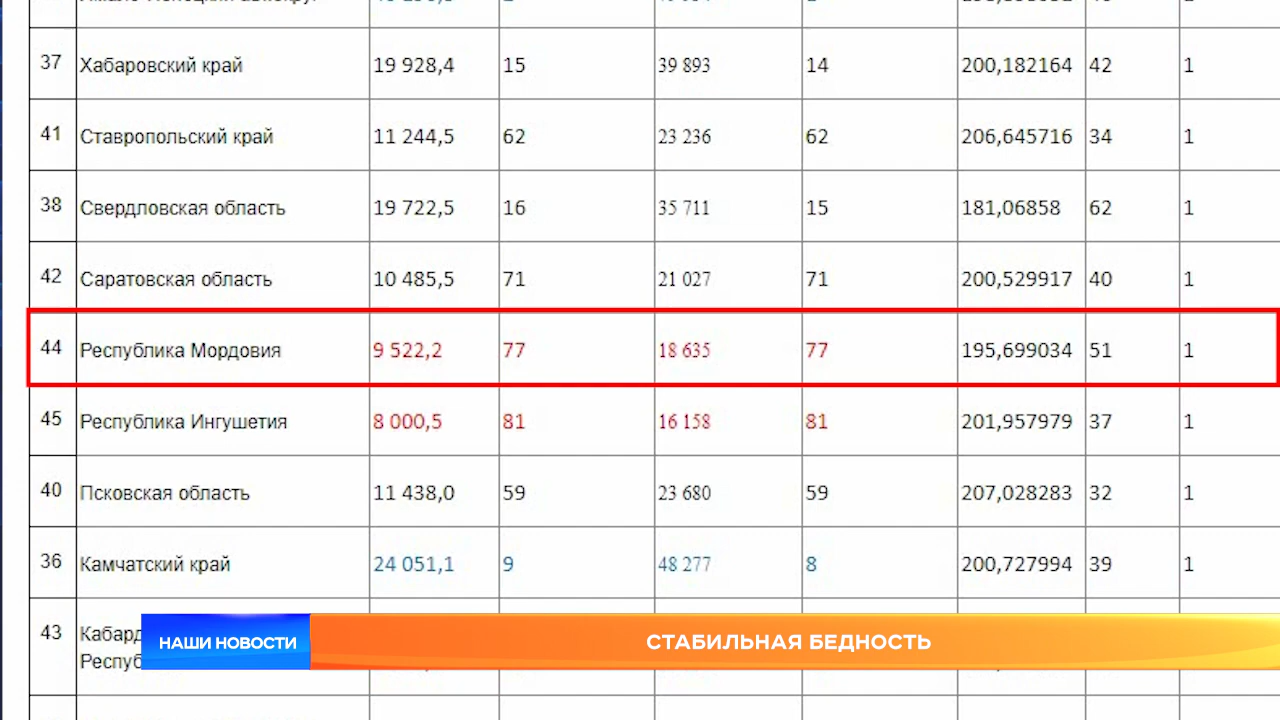 37 Хабаровский край 19 928,4 15 39 893 14 200,182164 42 1
41 Ставропольский край 11 244,5 62 23 236 62 206,645716 34 1
38 Свердловская область 19 722,5 16 35 711 15 181,06858 62 1
42 Саратовская область 10 485,5 71 21 027 71 200,529917 40 1
44 Республика Мордовия 9 522,2 77 18 635 77 195,699034 51 1
45 Республика Ингушетия 8 000,5 81 16 158 81 201,957979 37 1
40 Псковская область 11 438,0 59 23 680 59 207,028283 32 1
36 Камчатский край 24 051,1 9 48 277 8 200,727994 39 1
43 Кабард
Респуб
НАШИ НОВОСТИ СТАБИЛЬНАЯ БЕДНОСТЬ